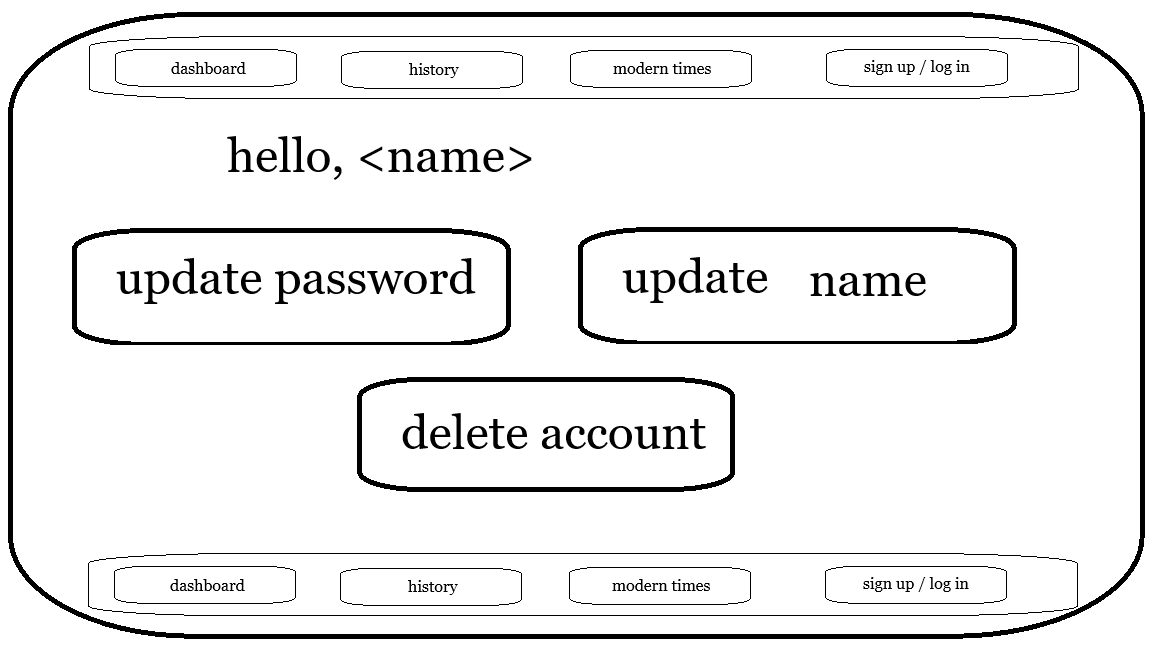 dashboard history modern times sign up / log in
hello, <name>
update password update name
delete account
dashboard history modern times sign up / log in